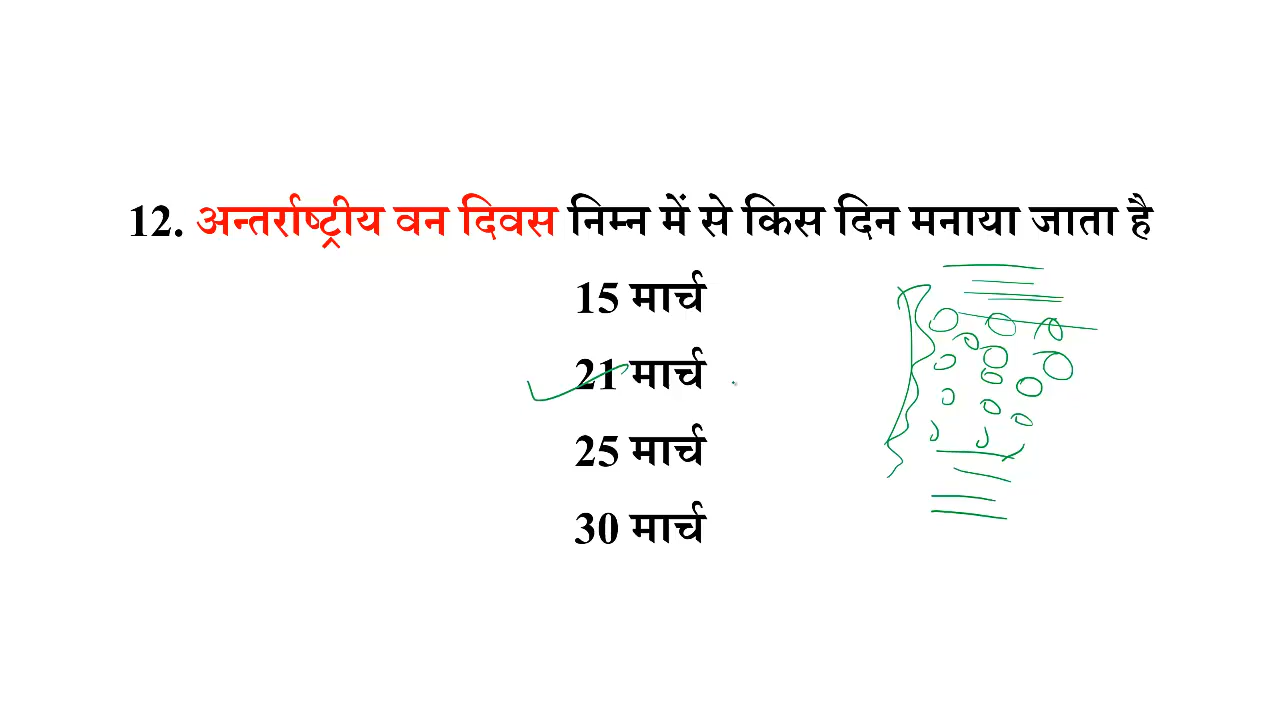 12. अन्तर्राष्ट्रीय वन दिवस निम्न में से किस दिन मनाया जाता है
15 मार्च
21 मार्च
25 मार्च
30 मार्च